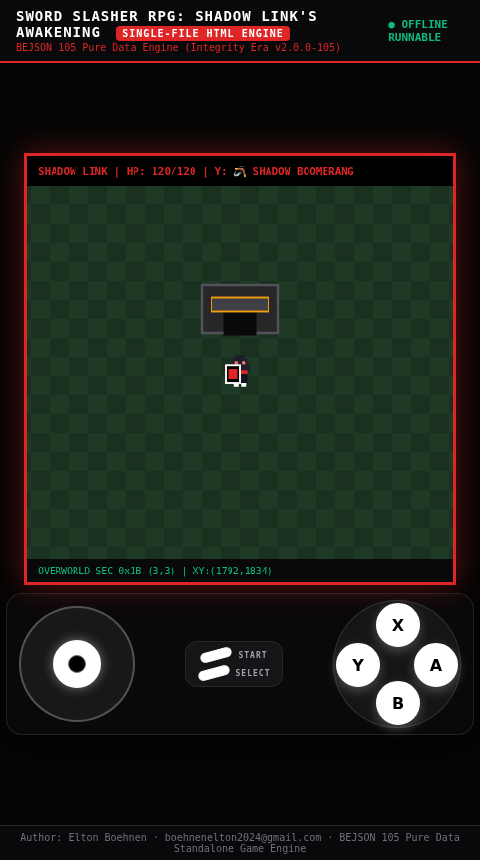 SWORD SLASHER RPG: SHADOW LINK'S
AWAKENING SINGLE-FILE HTML ENGINE
BEJSON 105 Pure Data Engine (Integrity Era v2.0.0-105)
● OFFLINE
RUNNABLE
SHADOW LINK | HP: 120/120 | Y: 🪃 SHADOW BOOMERANG
OVERWORLD SEC 0x1B (3,3) | XY:(1792,1834)
START
SELECT
X
Y
A
B
Author: Elton Boehnen · boehnenelton2024@gmail.com · BEJSON 105 Pure Data
Standalone Game Engine